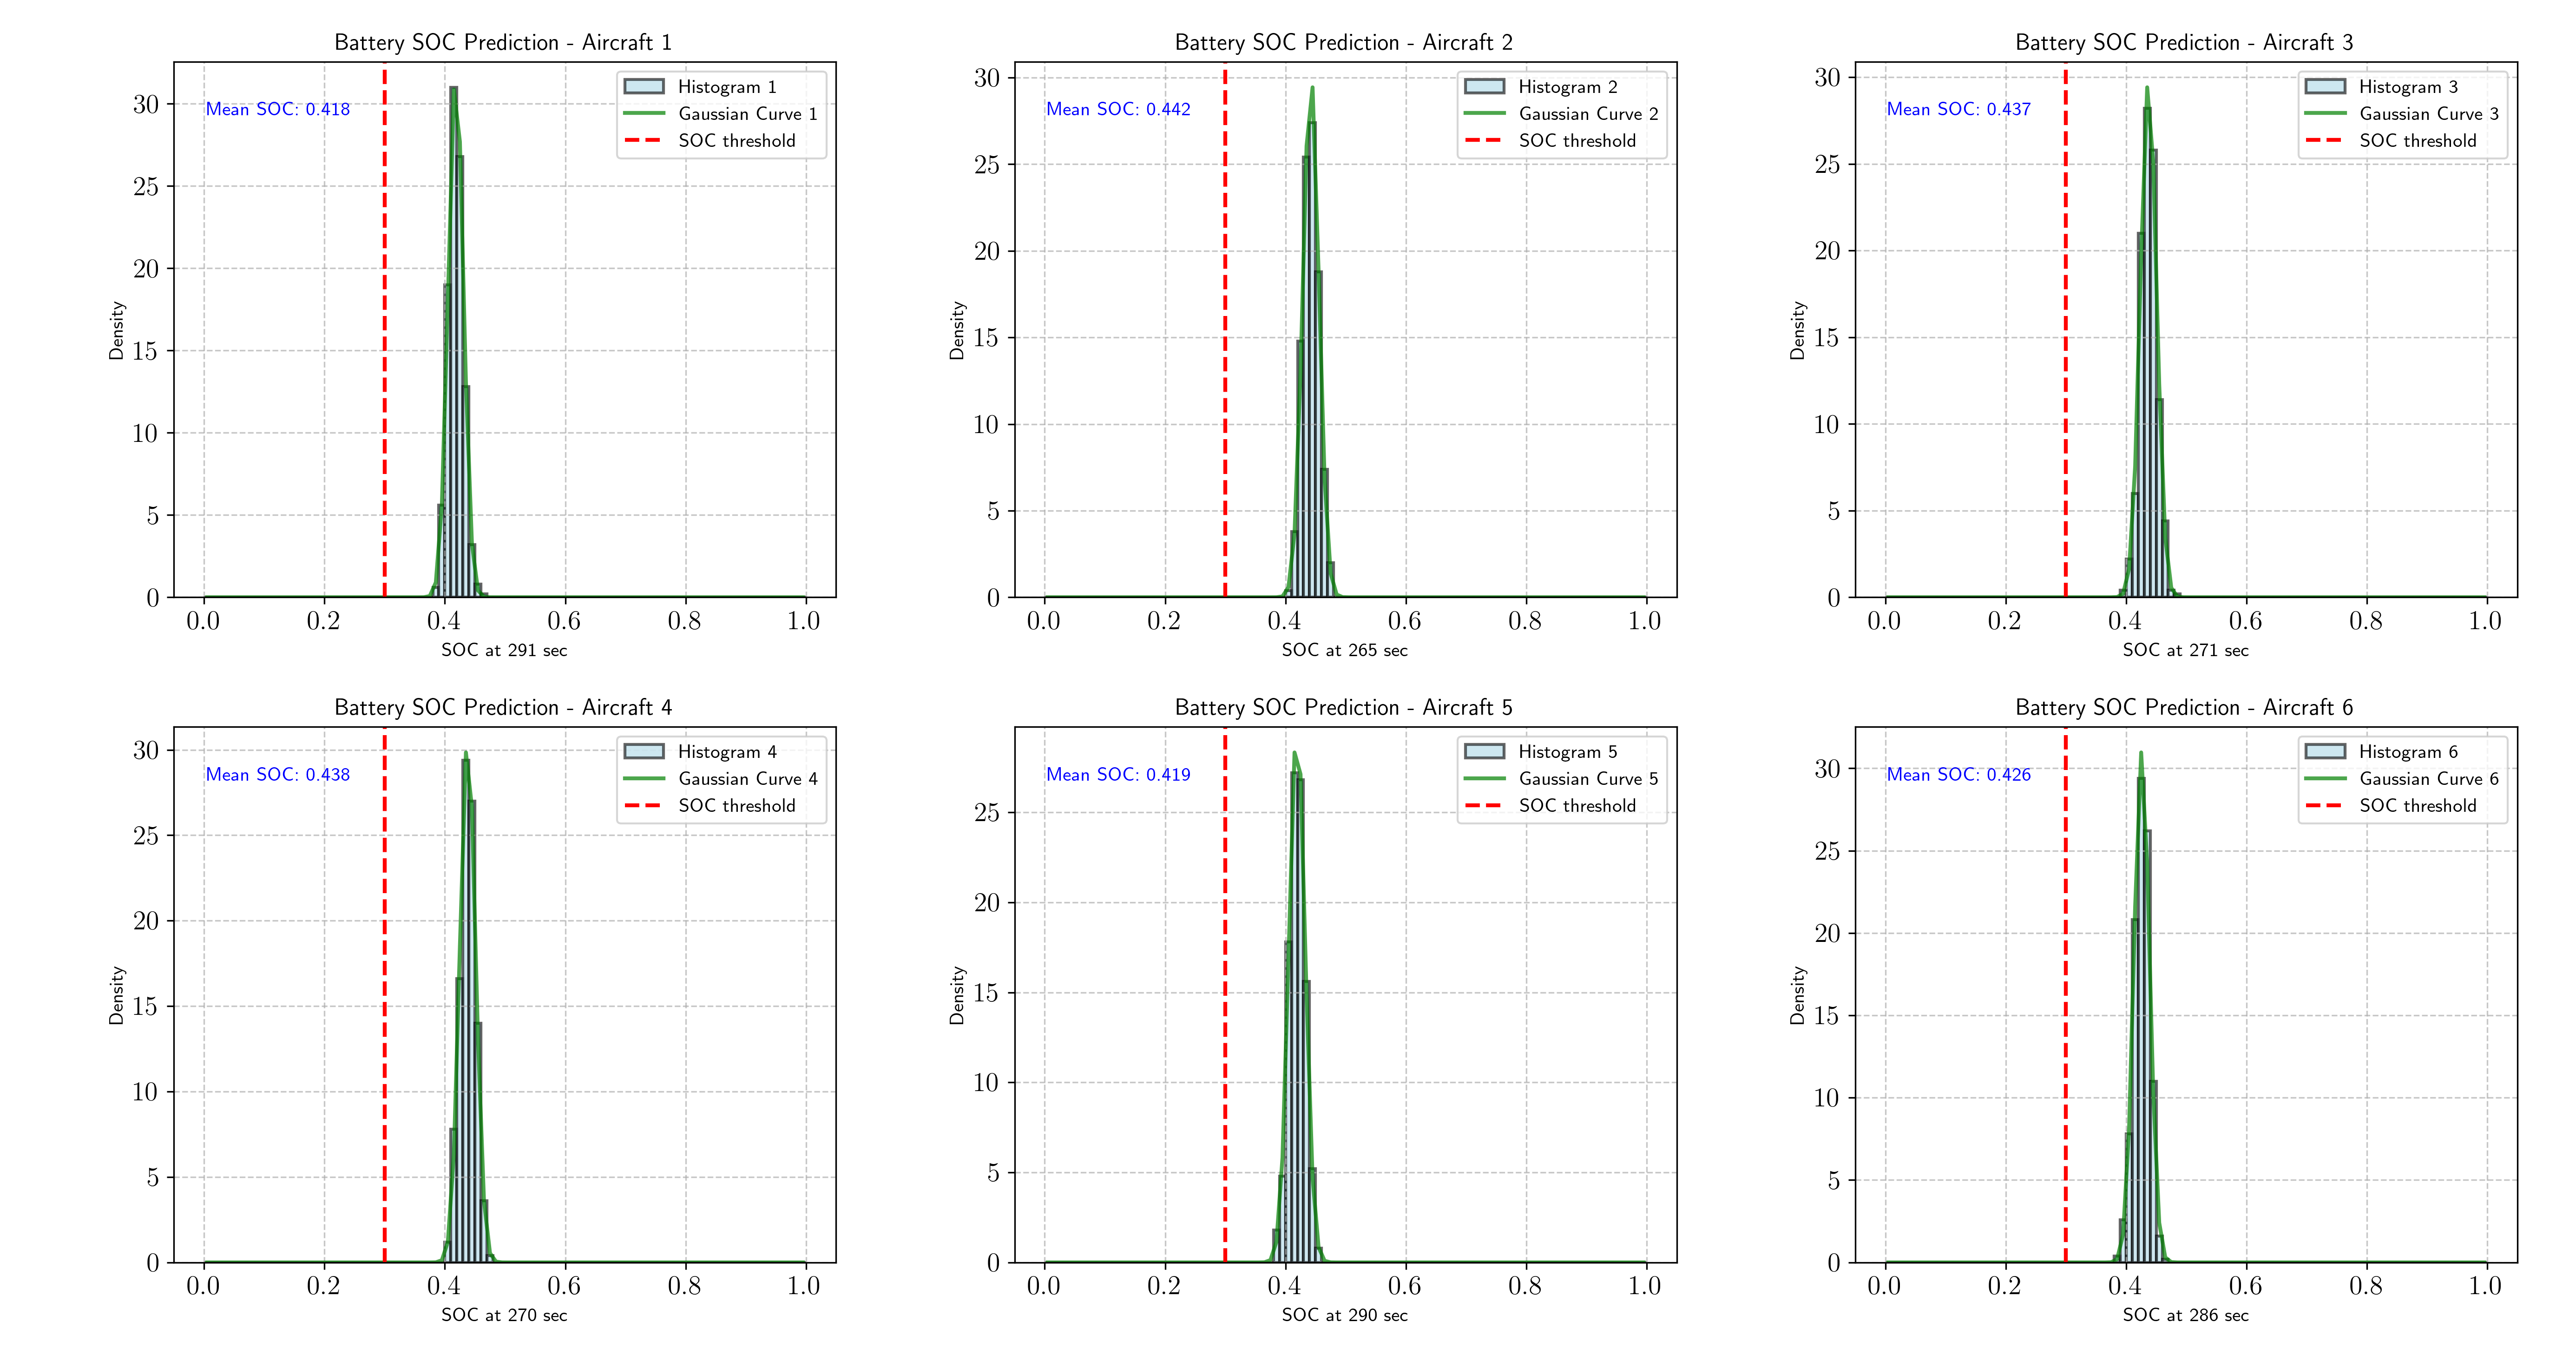 Battery SOC Prediction - Aircraft 1
Histogram 1
Gaussian Curve 1
SOC threshold
Mean SOC: 0.418
Density
30
25
20
15
10
5
0
0.0 0.2 0.4 0.6 0.8 1.0
SOC at 291 sec
Battery SOC Prediction - Aircraft 2
Histogram 2
Gaussian Curve 2
SOC threshold
Mean SOC: 0.442
Density
30
25
20
15
10
5
0
0.0 0.2 0.4 0.6 0.8 1.0
SOC at 265 sec
Battery SOC Prediction - Aircraft 3
Histogram 3
Gaussian Curve 3
SOC threshold
Mean SOC: 0.437
Density
30
25
20
15
10
5
0
0.0 0.2 0.4 0.6 0.8 1.0
SOC at 271 sec
Battery SOC Prediction - Aircraft 4
Histogram 4
Gaussian Curve 4
SOC threshold
Mean SOC: 0.438
Density
30
25
20
15
10
5
0
0.0 0.2 0.4 0.6 0.8 1.0
SOC at 270 sec
Battery SOC Prediction - Aircraft 5
Histogram 5
Gaussian Curve 5
SOC threshold
Mean SOC: 0.419
Density
25
20
15
10
5
0
0.0 0.2 0.4 0.6 0.8 1.0
SOC at 290 sec
Battery SOC Prediction - Aircraft 6
Histogram 6
Gaussian Curve 6
SOC threshold
Mean SOC: 0.426
Density
30
25
20
15
10
5
0
0.0 0.2 0.4 0.6 0.8 1.0
SOC at 286 sec